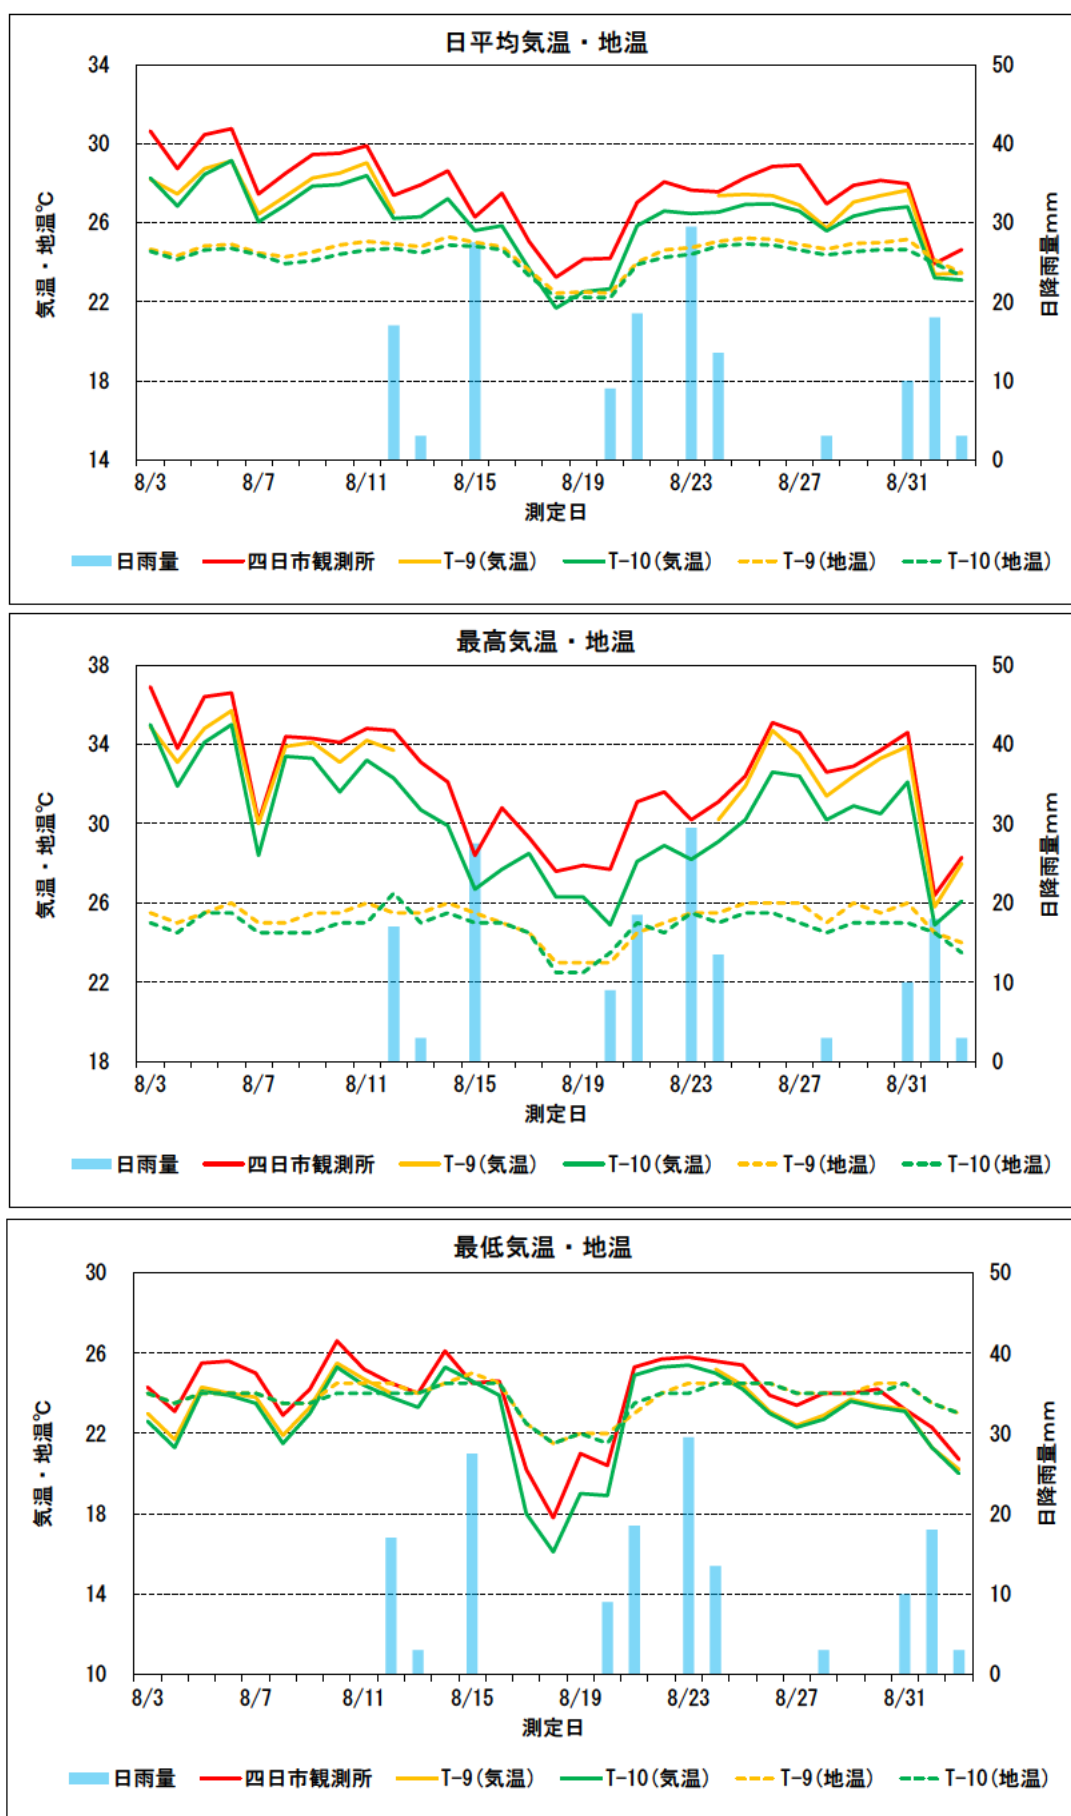 日平均気温・地温
34
30
26
22
18
14
50
40
30
20
10
0
気温・地温℃
日降雨量mm
8/3 8/7 8/11 8/15 8/19 8/23 8/27 8/31
測定日
日雨量 四日市観測所 T-9(気温) T-10(気温) T-9(地温) T-10(地温)
最高気温・地温
38
34
30
26
22
18
50
40
30
20
10
0
気温・地温℃
日降雨量mm
8/3 8/7 8/11 8/15 8/19 8/23 8/27 8/31
測定日
日雨量 四日市観測所 T-9(気温) T-10(気温) T-9(地温) T-10(地温)
最低気温・地温
30
26
22
18
14
10
50
40
30
20
10
0
気温・地温℃
日降雨量mm
8/3 8/7 8/11 8/15 8/19 8/23 8/27 8/31
測定日
日雨量 四日市観測所 T-9(気温) T-10(気温) T-9(地温) T-10(地温)